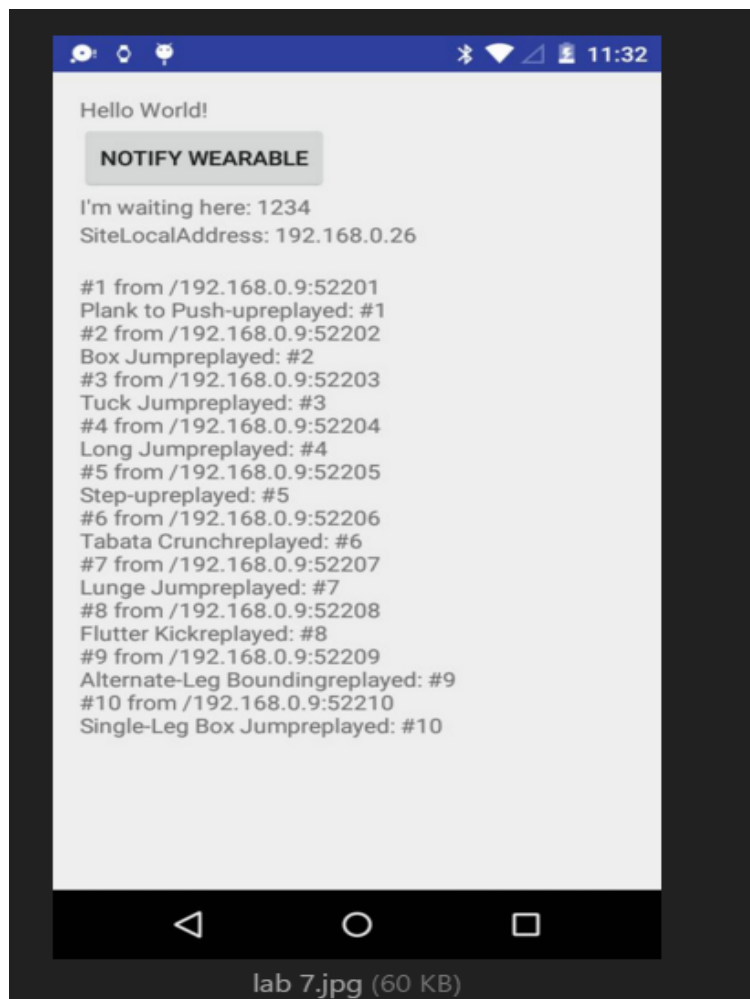 11:32
Hello World!
NOTIFY WEARABLE
I'm waiting here: 1234
SiteLocalAddress: 192.168.0.26
#1 from /192.168.0.9:52201
Plank to Push-upreplayed: #1
#2 from /192.168.0.9:52202
Box Jumpreplayed: #2
#3 from /192.168.0.9:52203
Tuck Jumpreplayed: #3
#4 from /192.168.0.9:52204
Long Jumpreplayed: #4
#5 from /192.168.0.9:52205
Step-upreplayed: #5
#6 from /192.168.0.9:52206
Tabata Crunchreplayed: #6
#7 from /192.168.0.9:52207
Lunge Jumpreplayed: #7
#8 from /192.168.0.9:52208
Flutter Kickreplayed: #8
#9 from /192.168.0.9:52209
Alternate-Leg Boundingreplayed: #9
#10 from /192.168.0.9:52210
Single-Leg Box Jumpreplayed: #10
lab 7.jpg (60 KB)